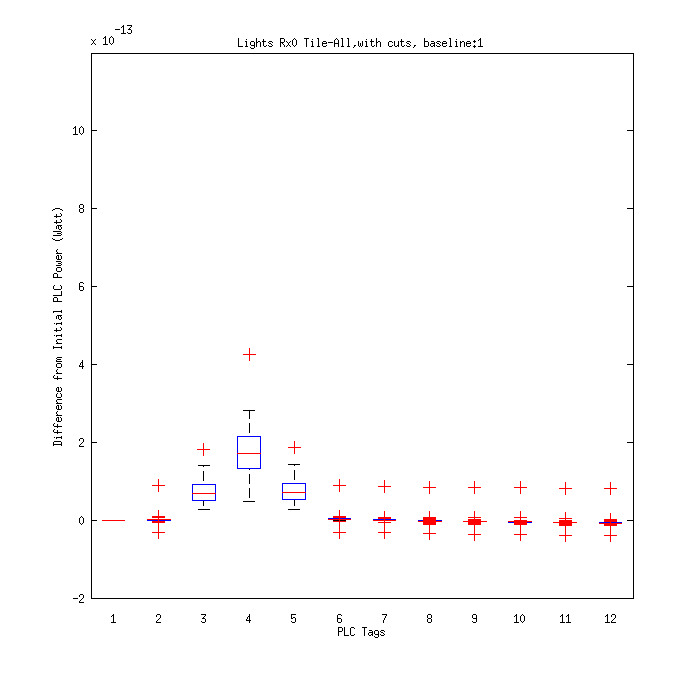 x 10 -13
Lights Rx0 Tile-All,with cuts, baseline:1
10
8
6
4
2
0
-2
Difference from Initial PLC Power (Watt)
1 2 3 4 5 6 7 8 9 10 11 12
PLC Tags